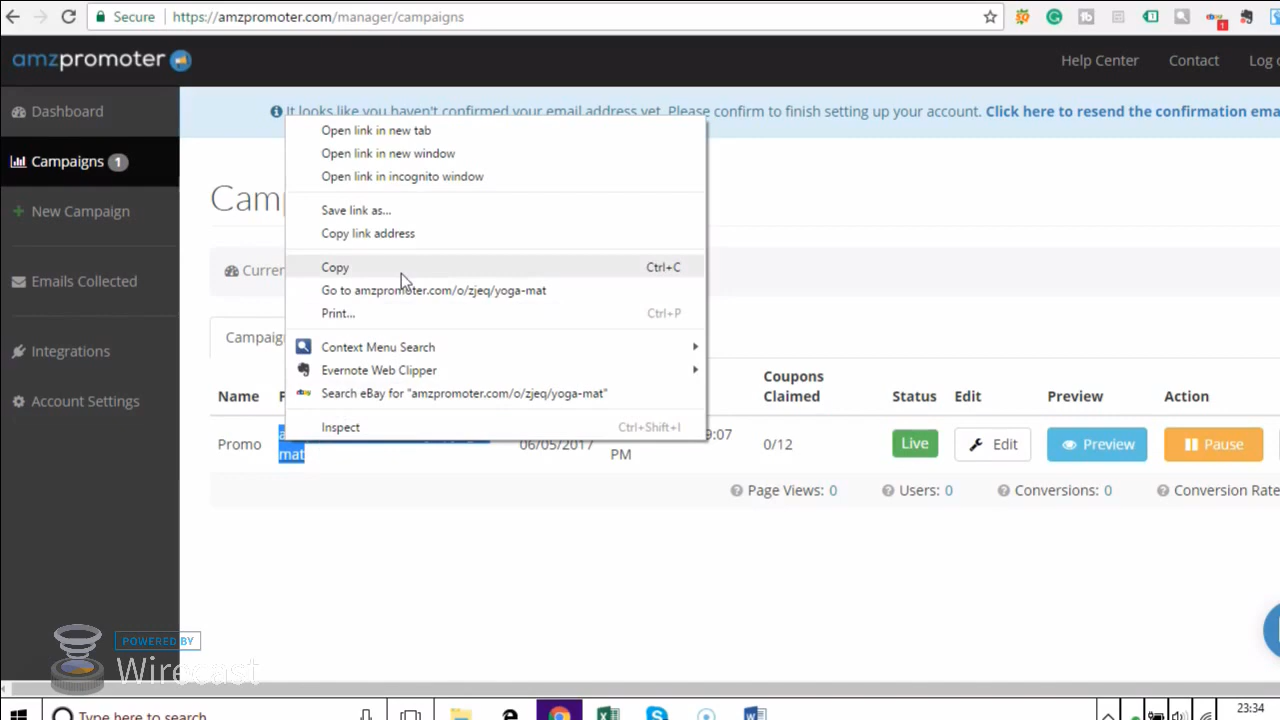 Secure https://amzpromoter.com/manager/campaigns
amzpromoter
Help Center Contact Log
Dashboard
It looks like you haven't confirmed your email address yet. Please confirm to finish setting up your account. Click here to resend the confirmation
Campaigns 1
New Campaign
Emails Collected
Integrations
Account Settings
Open link in new tab
Open link in new window
Open link in incognito window
Save link as...
Copy link address
Copy Ctrl+C
Go to amzpromoter.com/o/zjeq/yoga-mat
Print... Ctrl+P
Context Menu Search
Evernote Web Clipper
Search eBay for "amzpromoter.com/o/zjeq/yoga-mat"
Inspect Ctrl+Shift+I
Name
Coupons
Claimed
Status Edit Preview Action
Promo
mat
06/05/2017
9:07
PM
0/12
Live
Edit
Preview
Pause
Page Views: 0 Users: 0 Conversions: 0 Conversion Rate
POWERED BY
Wirecast
Type here to search
23:34